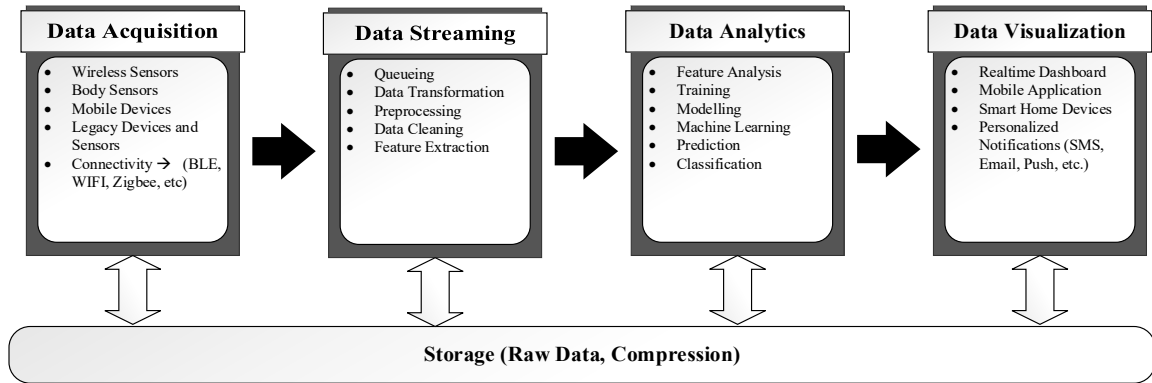 Data Acquisition
• Wireless Sensors
• Body Sensors
• Mobile Devices
• Legacy Devices and
Sensors
• Connectivity → (BLE,
WIFI, Zigbee, etc)
Data Streaming
• Queueing
• Data Transformation
• Preprocessing
• Data Cleaning
• Feature Extraction
Data Analytics
• Feature Analysis
• Training
• Modelling
• Machine Learning
• Prediction
• Classification
Data Visualization
• Realtime Dashboard
• Mobile Application
• Smart Home Devices
• Personalized
Notifications (SMS,
Email, Push, etc.)
Storage (Raw Data, Compression)